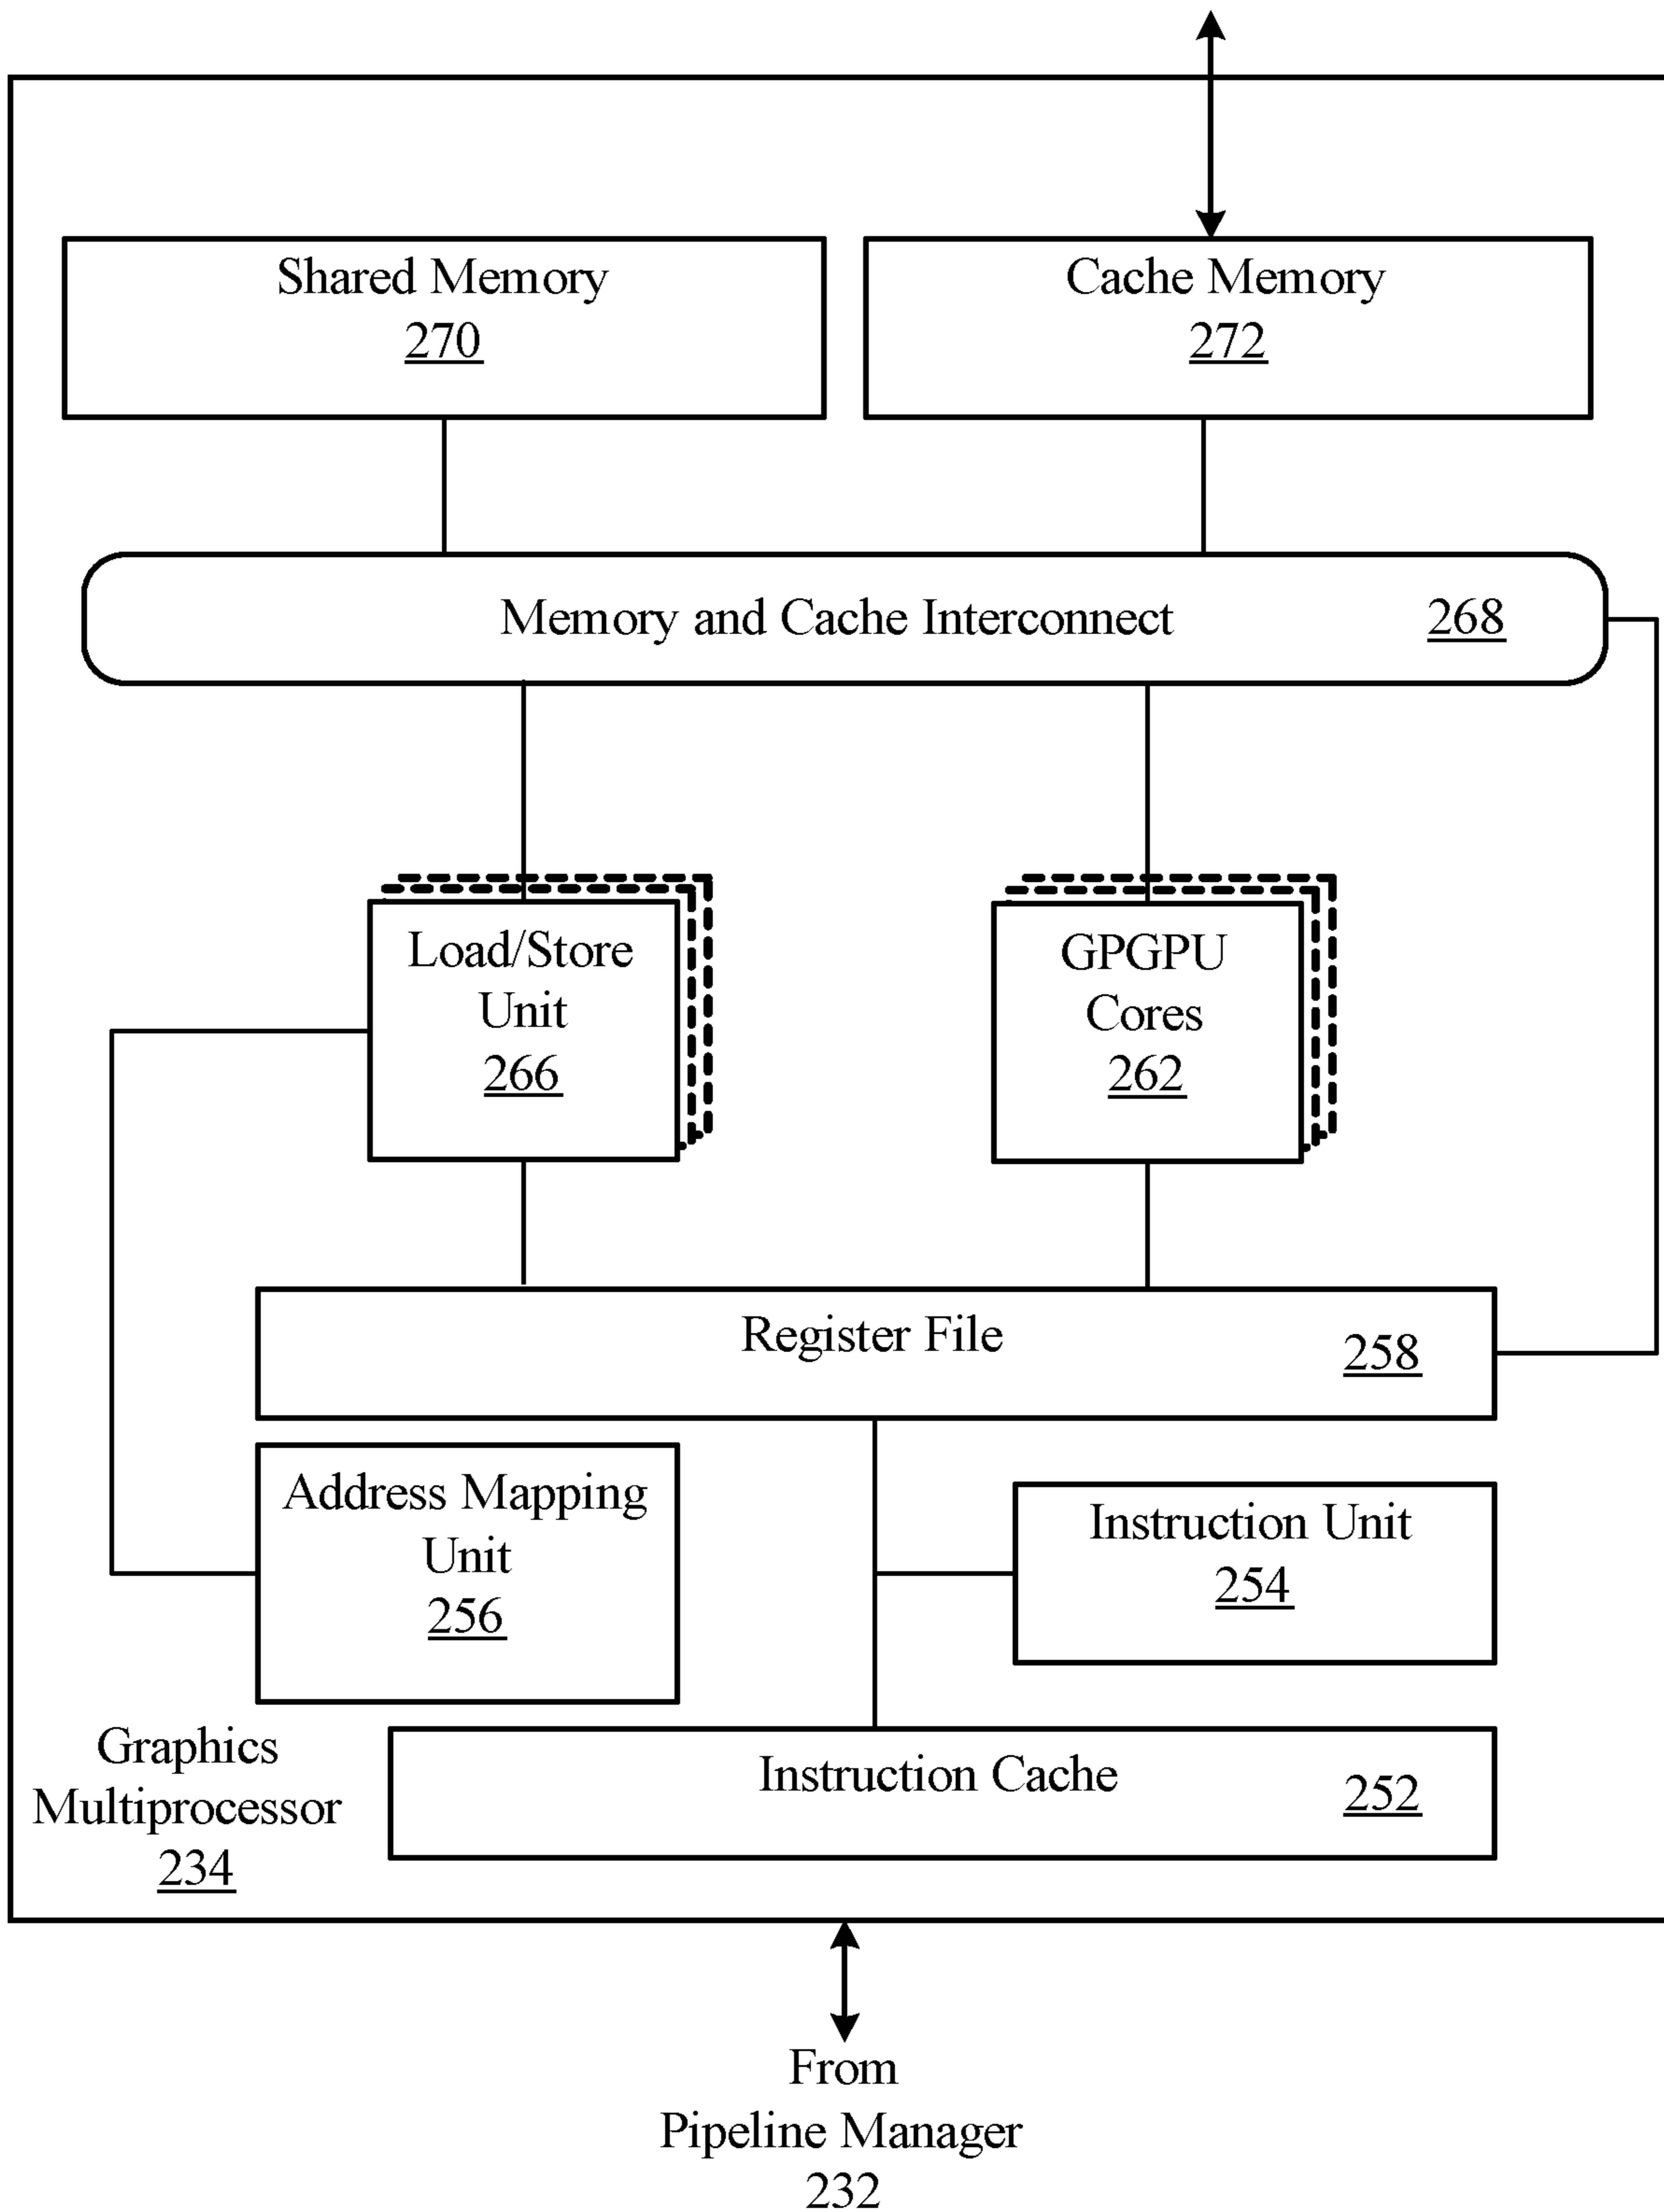 Shared Memory
270
Cache Memory
272
Memory and Cache Interconnect 268
Load/Store
Unit
266
GPGPU
Cores
262
Register File 258
Address Mapping
Unit
256
Instruction Unit
254
Graphics
Multiprocessor
234
Instruction Cache 252
From
Pipeline Manager
232